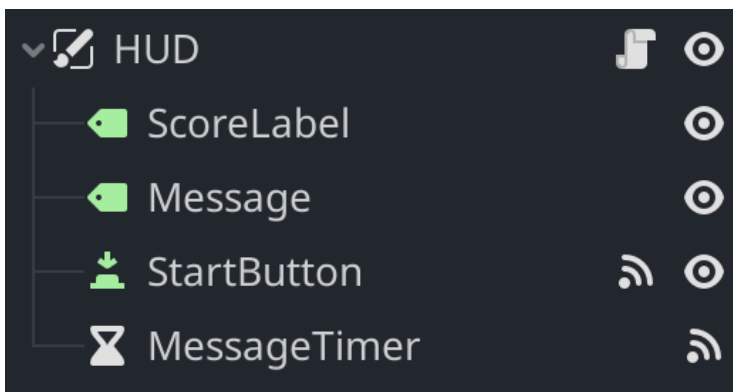 HUD
ScoreLabel
Message
StartButton
MessageTimer